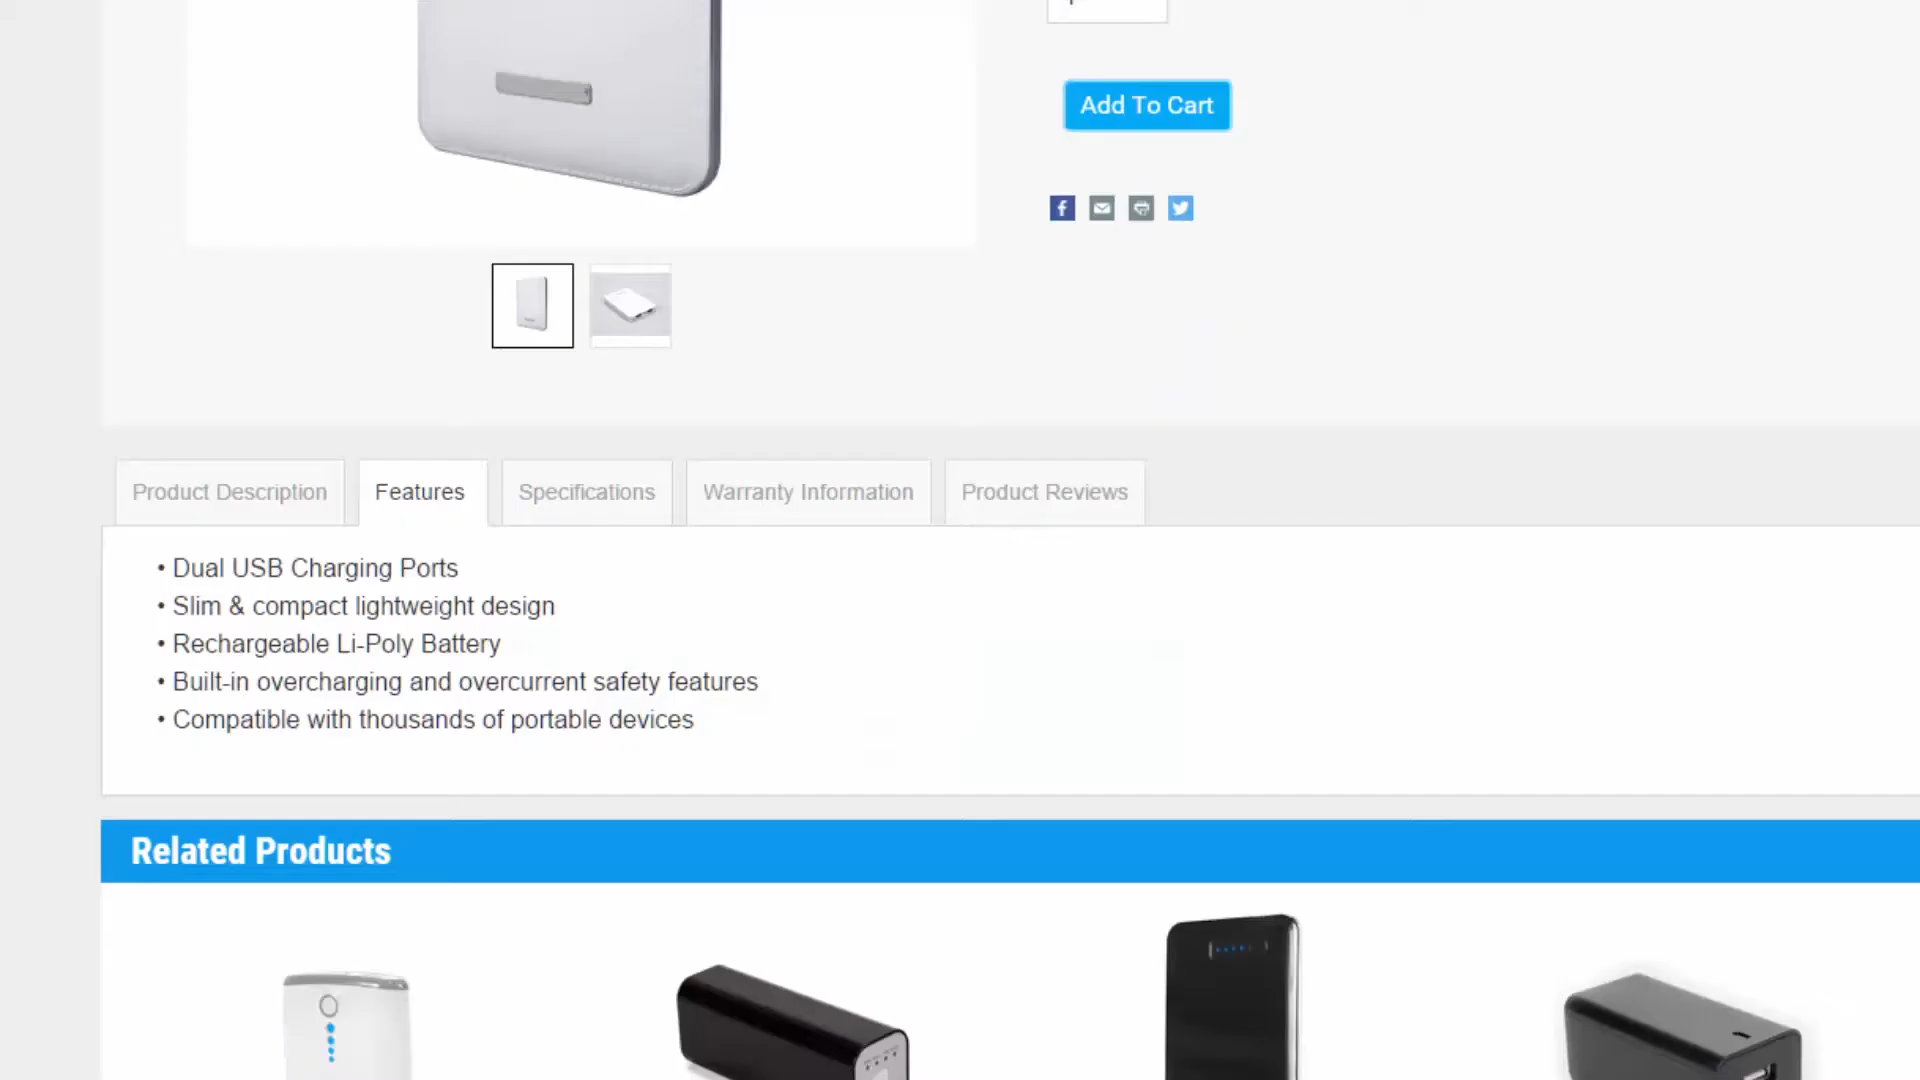 Add To Cart
Product Description
Features
Specifications
Warranty Information
Product Reviews
• Dual USB Charging Ports
• Slim & compact lightweight design
• Rechargeable Li-Poly Battery
• Built-in overcharging and overcurrent safety features
• Compatible with thousands of portable devices
Related Products